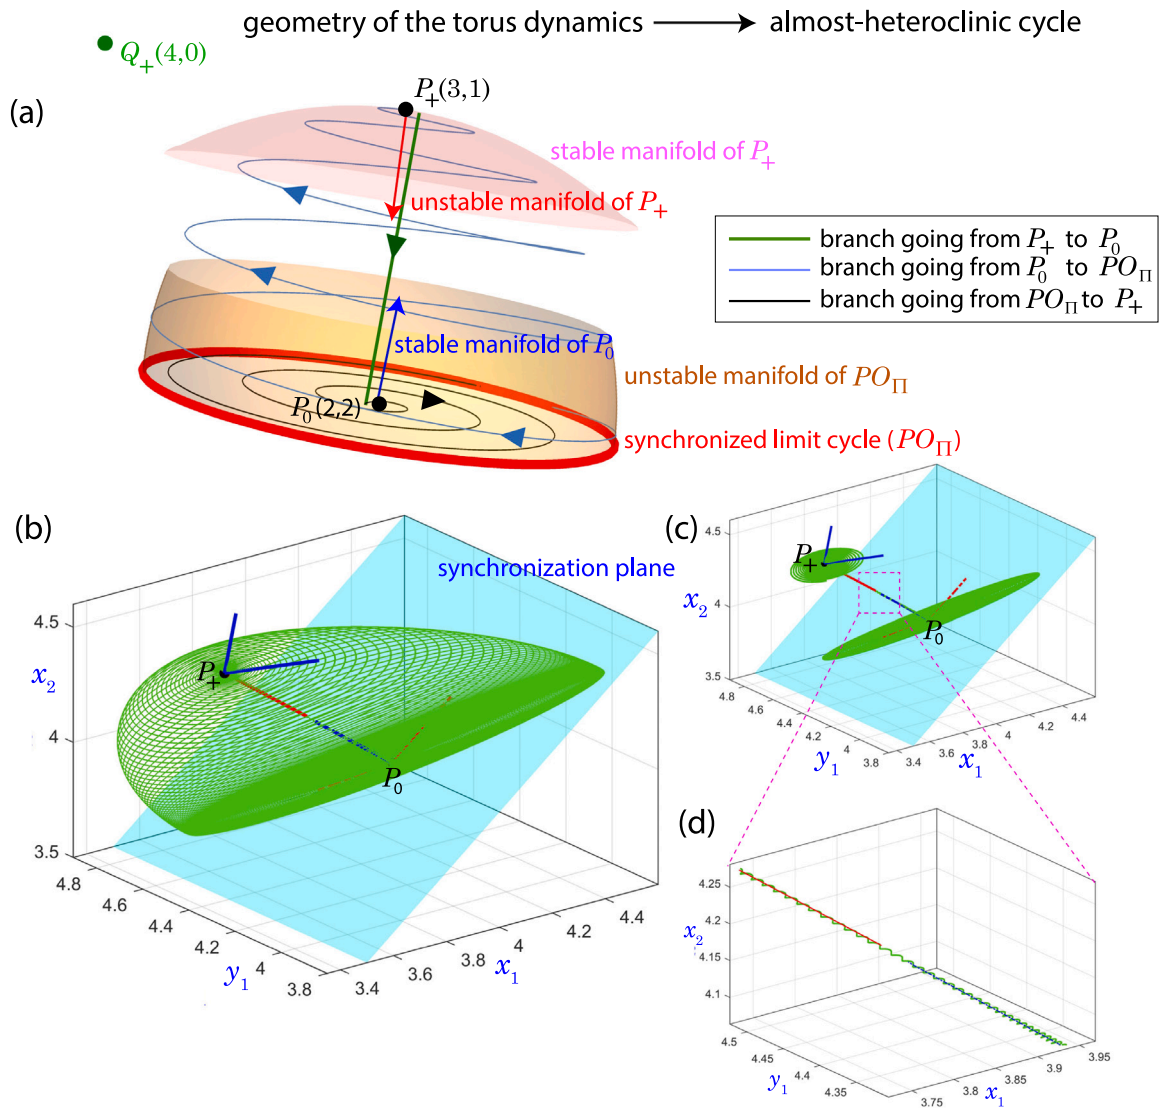 geometry of the torus dynamics ⟶ almost-heteroclinic cycle
Q₊(4,0)
(a)
P₊(3,1)
stable manifold of P₊
unstable manifold of P₊
branch going from P₊ to P₀
branch going from P₀ to PO_Π
branch going from PO_Π to P₊
stable manifold of P₀
unstable manifold of PO_Π
P₀(2,2)
synchronized limit cycle (PO_Π)
(b)
synchronization plane
4.5
x₂
4
3.5
P₊
P₀
4.8
4.6
4.4
4.2
4
3.8
y₁
3.4
3.6
3.8
4
4.2
4.4
x₁
(c)
4.5
x₂
4
3.5
P₊
P₀
4.8
4.6
4.4
4.2
4
3.8
y₁
3.4
3.6
3.8
4
4.2
4.4
x₁
(d)
4.25
x₂
4.2
4.15
4.1
4.5
4.45
4.4
4.35
y₁
3.75
3.8
3.85
3.9
3.95
x₁